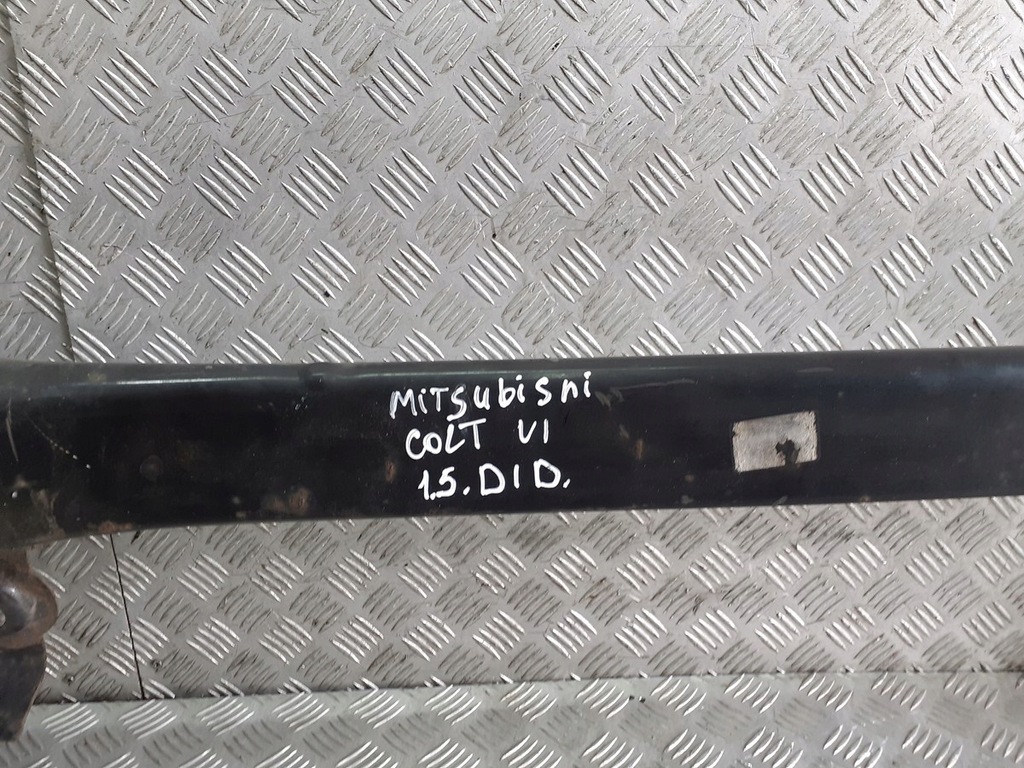 MiTsubisni
COLT VI
1.5. DID.